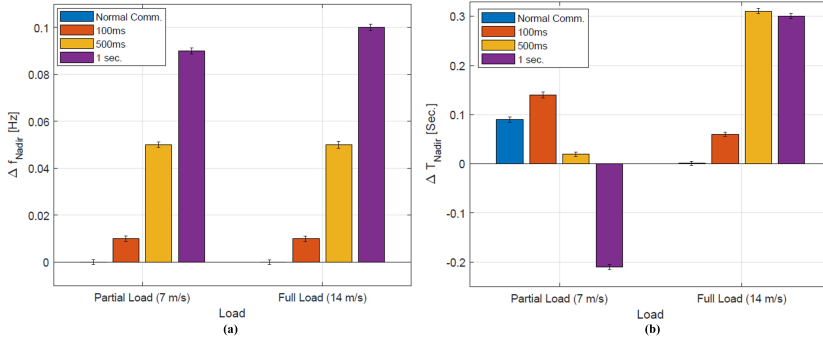 Normal Comm.
100ms
500ms
1 sec.
0.1
0.08
0.06
0.04
0.02
0
Δ f Nadir [Hz]
Partial Load (7 m/s)
Full Load (14 m/s)
Load
(a)
Normal Comm.
100ms
500ms
1 sec.
0.3
0.2
0.1
0
-0.1
-0.2
Δ T Nadir [Sec.]
Partial Load (7 m/s)
Full Load (14 m/s)
Load
(b)